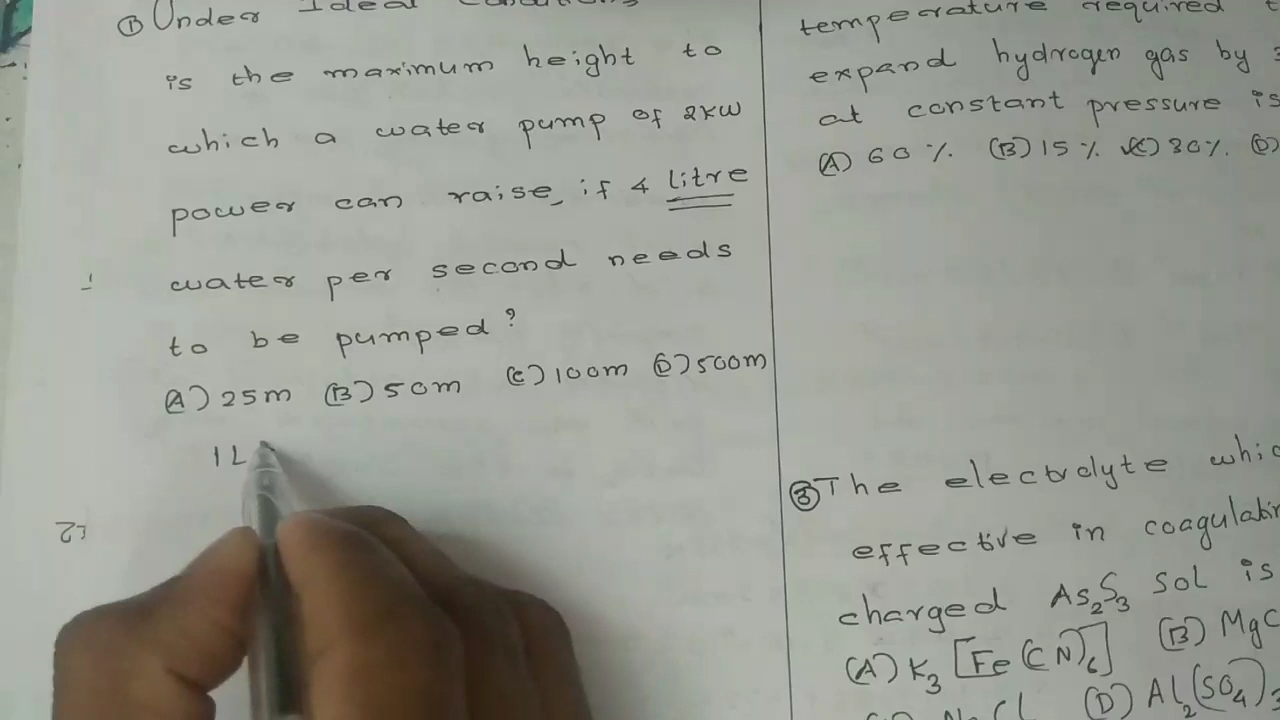 ① Under Ideal
is the maximum height to
which a water pump of 2kW
power can raise, if 4 litre
water per second needs
to be pumped?
(A) 25m (B) 50m (C) 100m (D) 500m
1L
temperature required
expand hydrogen gas by
at constant pressure is
(A) 60% (B) 15% (C) 30% (D)
③ The electrolyte
effective in
charged As₂S₃ sol is
(A) K₃[Fe(CN)₆] (B)
(D) Al₂(SO₄)₃